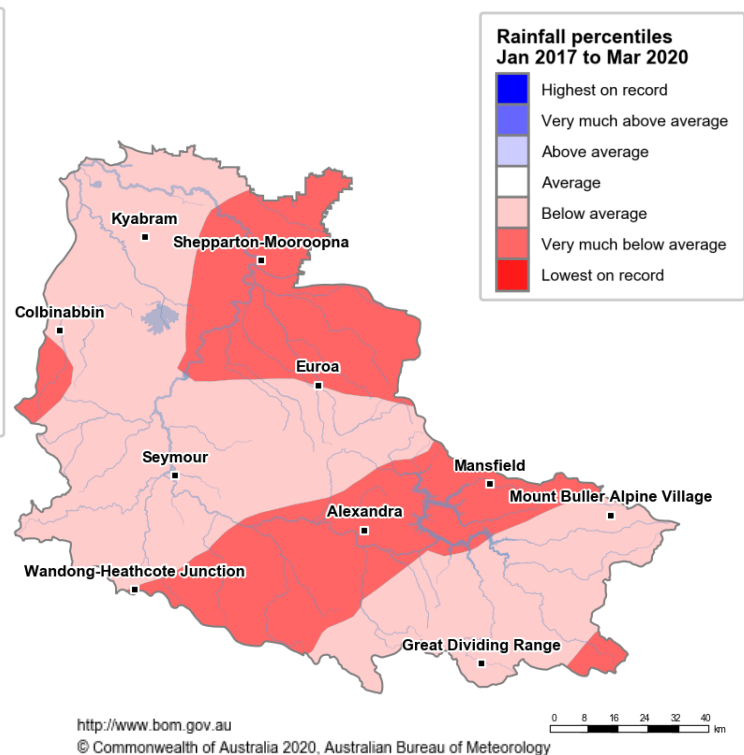 Rainfall percentiles
Jan 2017 to Mar 2020
Highest on record
Very much above average
Above average
Average
Below average
Very much below average
Lowest on record
Kyabram
Shepparton-Mooroopna
Colbinabbin
Euroa
Seymour
Mansfield
Mount Buller Alpine Village
Alexandra
Wandong-Heathcote Junction
Great Dividing Range
0 8 16 24 32 40
km
http://www.bom.gov.au
© Commonwealth of Australia 2020, Australian Bureau of Meteorology